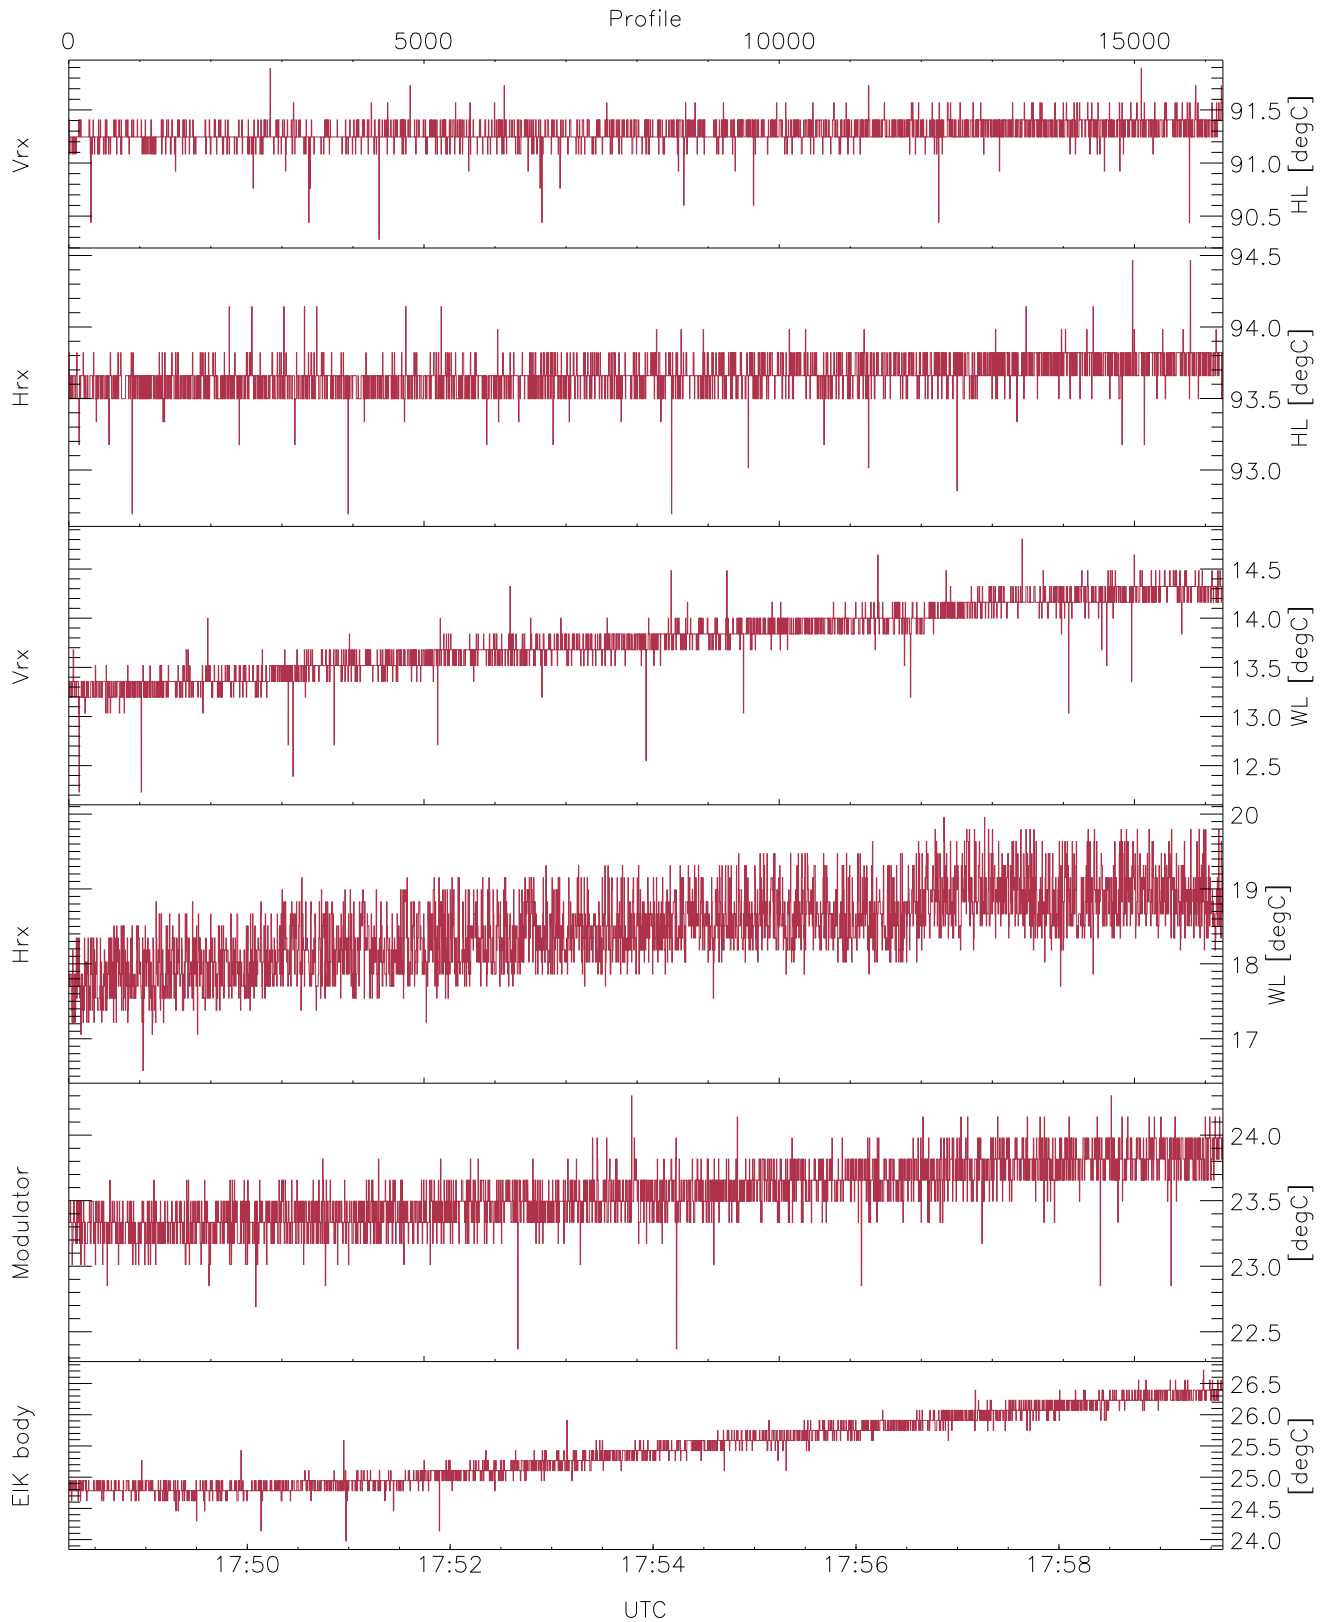 Profile
0 5000 10000 15000
Vrx
91.5
91.0
90.5
HL [degC]
Hrx
94.5
94.0
93.5
93.0
HL [degC]
Vrx
14.5
14.0
13.5
13.0
12.5
WL [degC]
Hrx
20
19
18
17
WL [degC]
Modulator
24.0
23.5
23.0
22.5
[degC]
EIK body
26.5
26.0
25.5
25.0
24.5
24.0
[degC]
17:50 17:52 17:54 17:56 17:58
UTC